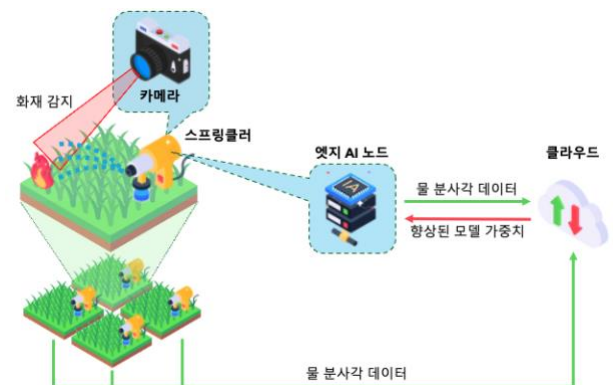 카메라
화재 감지
스프링클러
엣지 AI 노드
클라우드
물 분사각 데이터
향상된 모델 가중치
물 분사각 데이터